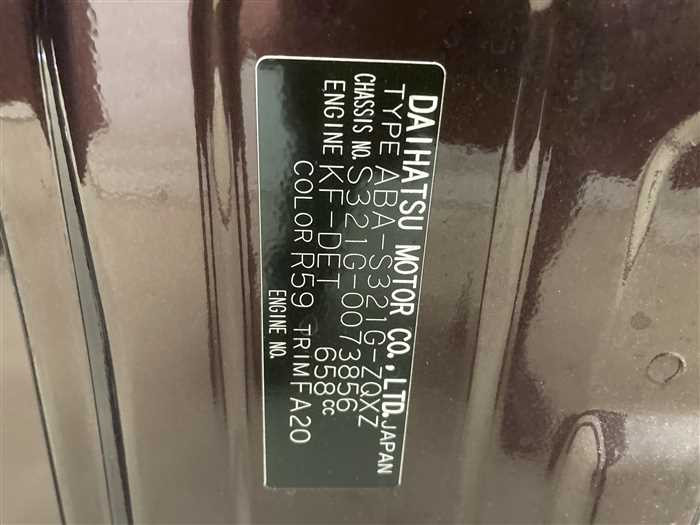 DAIHATSU MOTOR CO.,LTD. JAPAN
TYPE ABA-S321G-ZQXZ
CHASSIS NO. S321G-0073856
ENGINE KF-DET 658cc
COLOR R59 TRIM FA20
ENGINE NO.